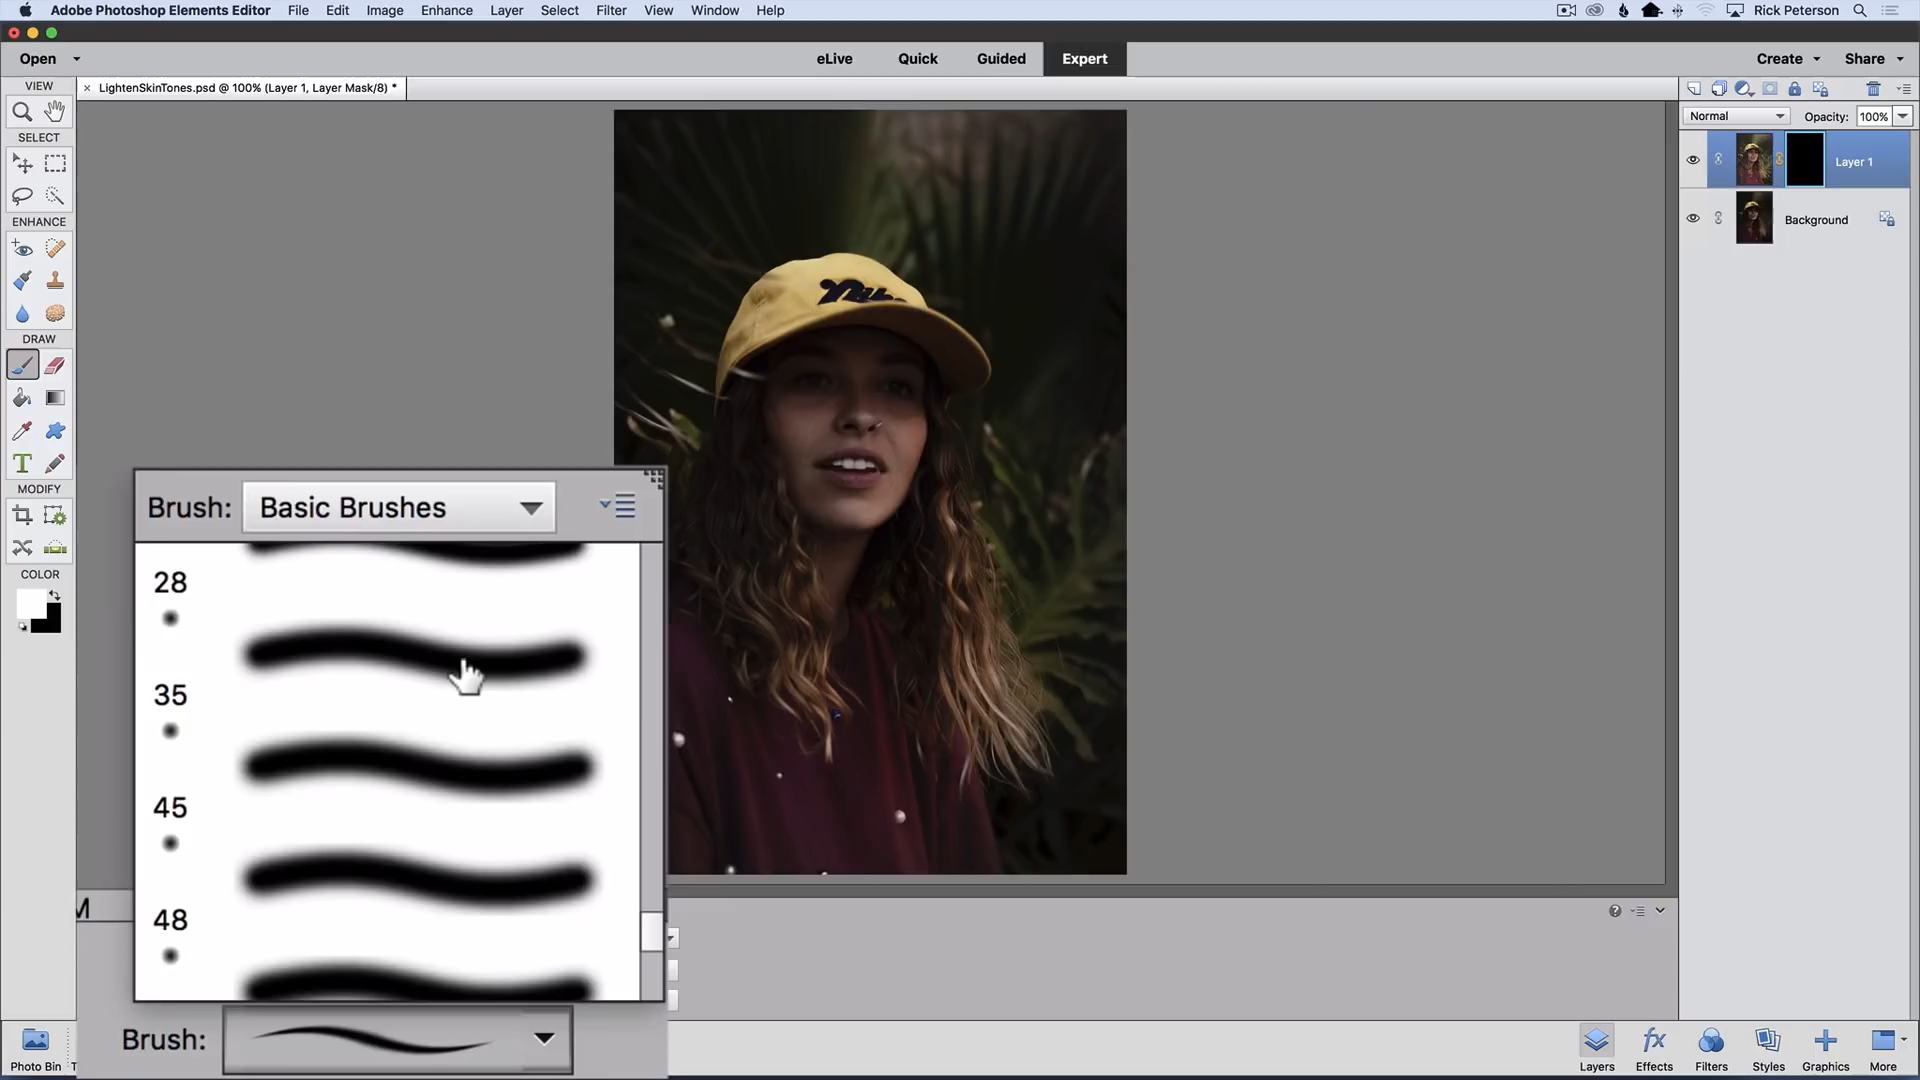 Adobe Photoshop Elements Editor File Edit Image Enhance Layer Select Filter View Window Help Rick Peterson
Open eLive Quick Guided Expert Create Share
VIEW
× LightenSkinTones.psd @ 100% (Layer 1, Layer Mask/8) *
Normal Opacity: 100%
SELECT
Layer 1
Background
ENHANCE
DRAW
T
MODIFY
COLOR
Brush: Basic Brushes
28
35
45
48
Brush:
Photo Bin
Layers Effects Filters Styles Graphics More